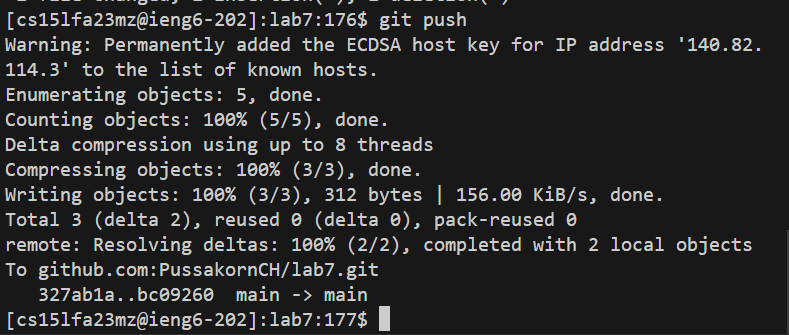 [cs15lfa23mz@ieng6-202]:lab7:176$ git push
Warning: Permanently added the ECDSA host key for IP address '140.82.
114.3' to the list of known hosts.
Enumerating objects: 5, done.
Counting objects: 100% (5/5), done.
Delta compression using up to 8 threads
Compressing objects: 100% (3/3), done.
Writing objects: 100% (3/3), 312 bytes | 156.00 KiB/s, done.
Total 3 (delta 2), reused 0 (delta 0), pack-reused 0
remote: Resolving deltas: 100% (2/2), completed with 2 local objects
To github.com:PussakornCH/lab7.git
   327ab1a..bc09260  main -> main
[cs15lfa23mz@ieng6-202]:lab7:177$